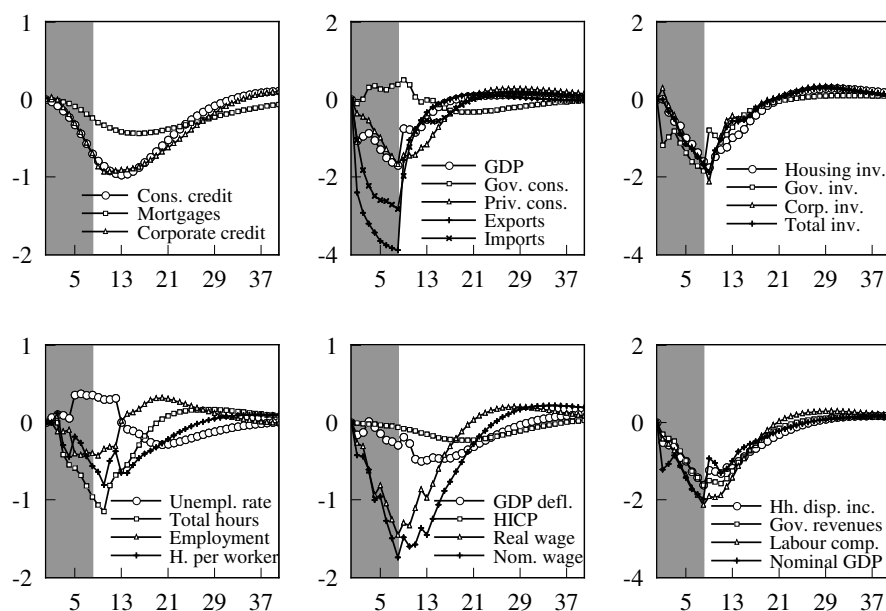 1
0
-1
-2
Cons. credit
Mortgages
Corporate credit
5 13 21 29 37
2
0
-2
-4
GDP
Gov. cons.
Priv. cons.
Exports
Imports
5 13 21 29 37
2
0
-2
-4
Housing inv.
Gov. inv.
Corp. inv.
Total inv.
5 13 21 29 37
1
0
-1
-2
Unempl. rate
Total hours
Employment
H. per worker
5 13 21 29 37
1
0
-1
-2
GDP defl.
HICP
Real wage
Nom. wage
5 13 21 29 37
2
0
-2
-4
Hh. disp. inc.
Gov. revenues
Labour comp.
Nominal GDP
5 13 21 29 37